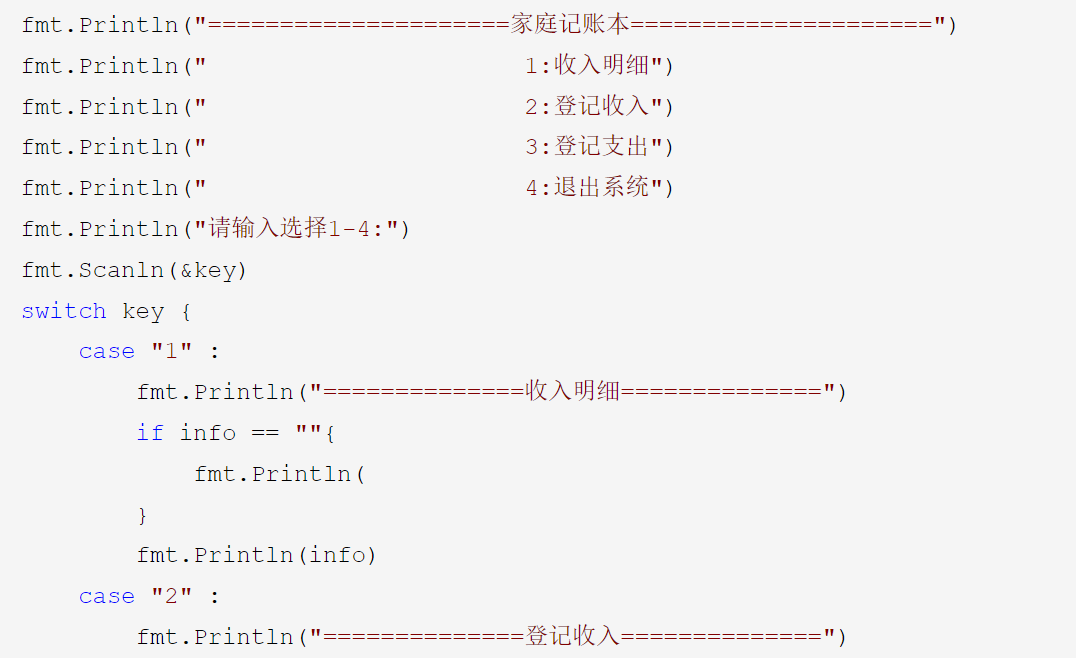 fmt.Println("=====================家庭记账本=====================")
fmt.Println("                      1:收入明细")
fmt.Println("                      2:登记收入")
fmt.Println("                      3:登记支出")
fmt.Println("                      4:退出系统")
fmt.Println("请输入选择1-4:")
fmt.Scanln(&key)
switch key {
    case "1" :
        fmt.Println("==============收入明细==============")
        if info == ""{
            fmt.Println(
        }
        fmt.Println(info)
    case "2" :
        fmt.Println("==============登记收入==============")